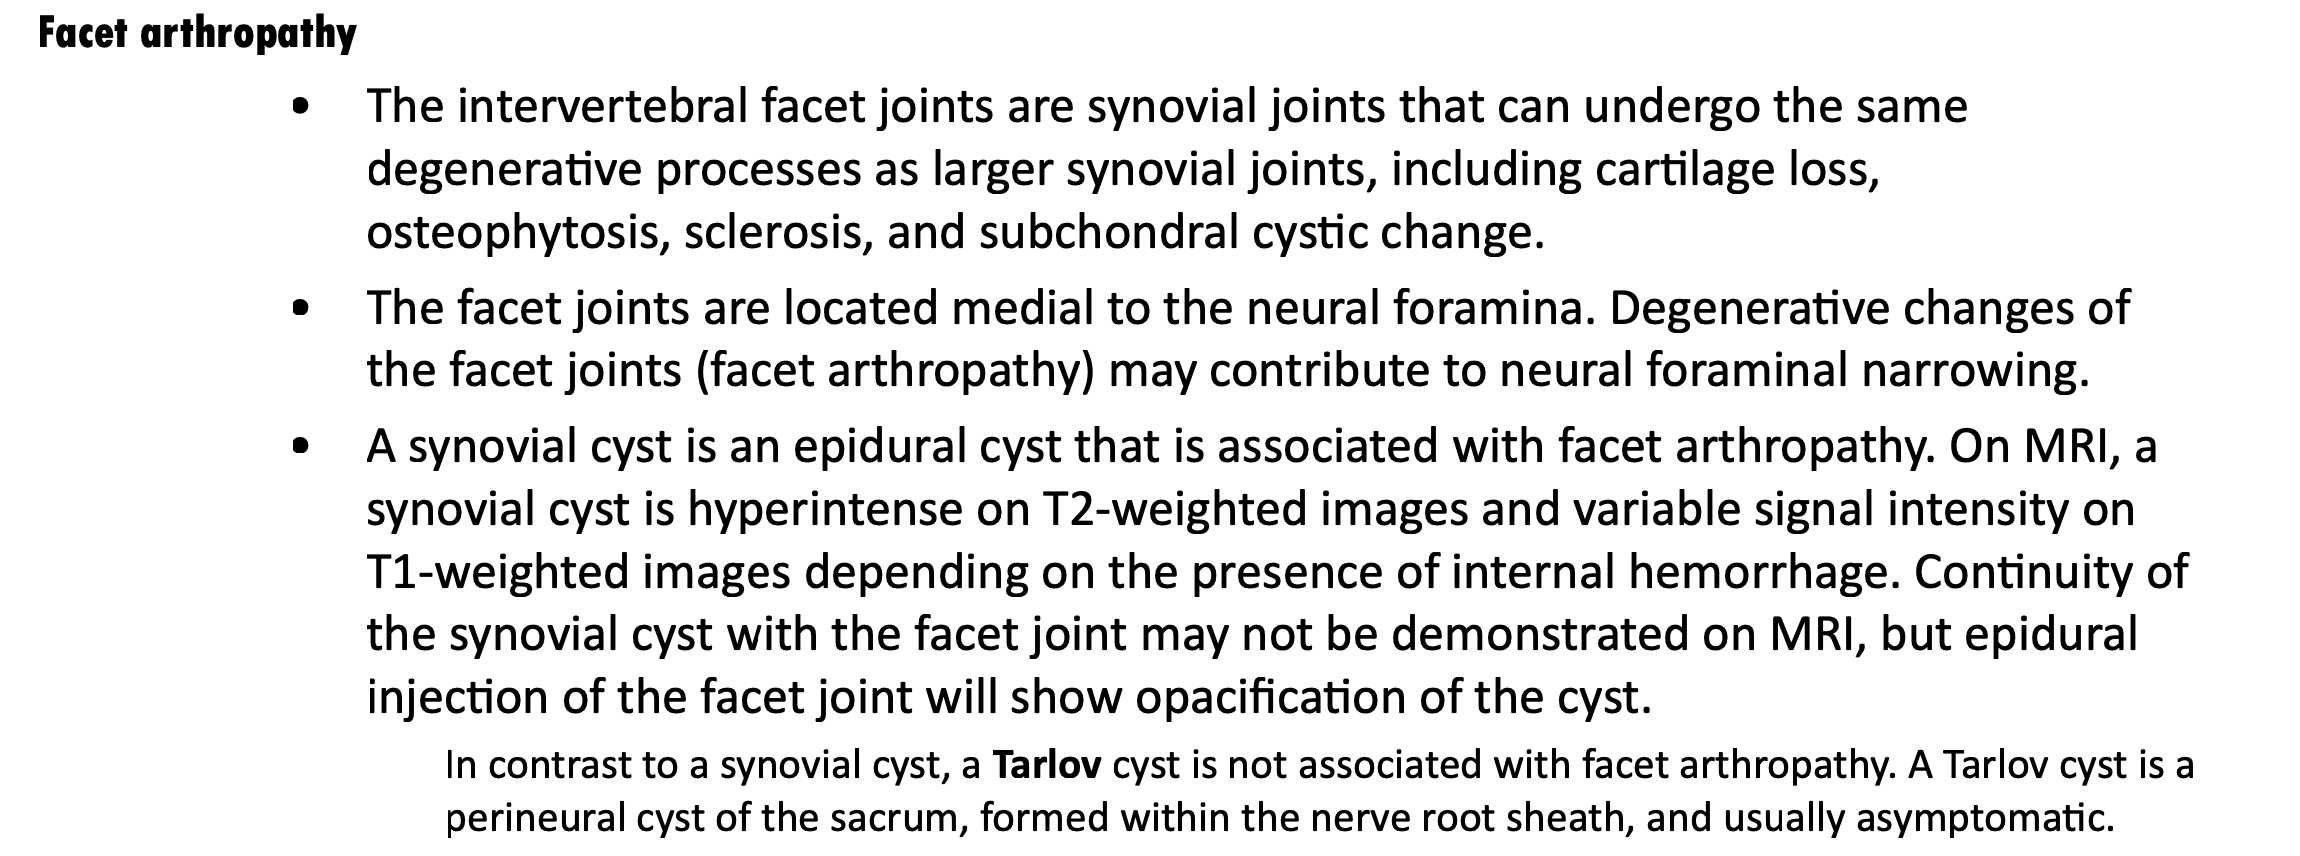 Facet arthropathy
• The intervertebral facet joints are synovial joints that can undergo the same
degenerative processes as larger synovial joints, including cartilage loss,
osteophytosis, sclerosis, and subchondral cystic change.
• The facet joints are located medial to the neural foramina. Degenerative changes of
the facet joints (facet arthropathy) may contribute to neural foraminal narrowing.
• A synovial cyst is an epidural cyst that is associated with facet arthropathy. On MRI, a
synovial cyst is hyperintense on T2-weighted images and variable signal intensity on
T1-weighted images depending on the presence of internal hemorrhage. Continuity of
the synovial cyst with the facet joint may not be demonstrated on MRI, but epidural
injection of the facet joint will show opacification of the cyst.
In contrast to a synovial cyst, a Tarlov cyst is not associated with facet arthropathy. A Tarlov cyst is a
perineural cyst of the sacrum, formed within the nerve root sheath, and usually asymptomatic.